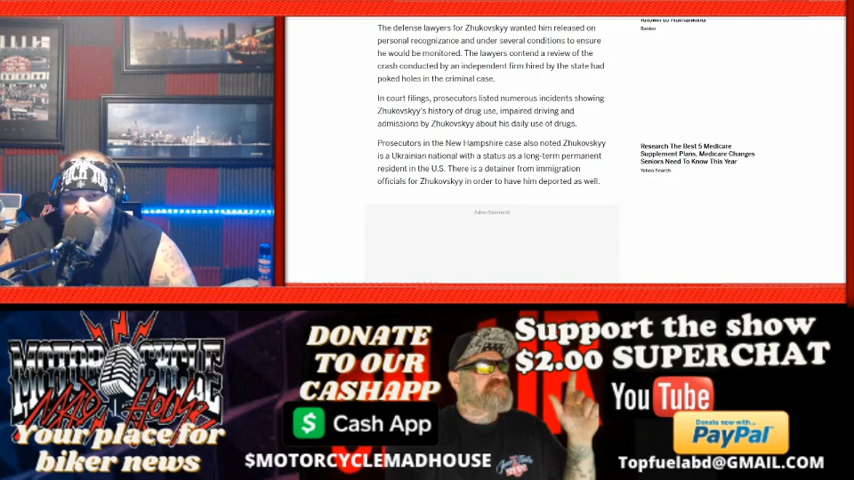 Known to Humankind
Ranker
The defense lawyers for Zhukovskyy wanted him released on
personal recognizance and under several conditions to ensure
he would be monitored. The lawyers contend a review of the
crash conducted by an independent firm hired by the state had
poked holes in the criminal case.
In court filings, prosecutors listed numerous incidents showing
Zhukovskyy's history of drug use, impaired driving and
admissions by Zhukovskyy about his daily use of drugs.
Prosecutors in the New Hampshire case also noted Zhukovskyy
is a Ukrainian national with a status as a long-term permanent
resident in the U.S. There is a detainer from immigration
officials for Zhukovskyy in order to have him deported as well.
Research The Best 5 Medicare
Supplement Plans, Medicare Changes
Seniors Need To Know This Year
Yahoo Search
Advertisement
MOTORCYCLE
MAD HOUSE
Your place for
biker news
DONATE
TO OUR
CASHAPP
$ Cash App
$MOTORCYCLEMADHOUSE
Support the show
$2.00 SUPERCHAT
YouTube
Donate now with...
PayPal
Topfuelabd@GMAIL.COM